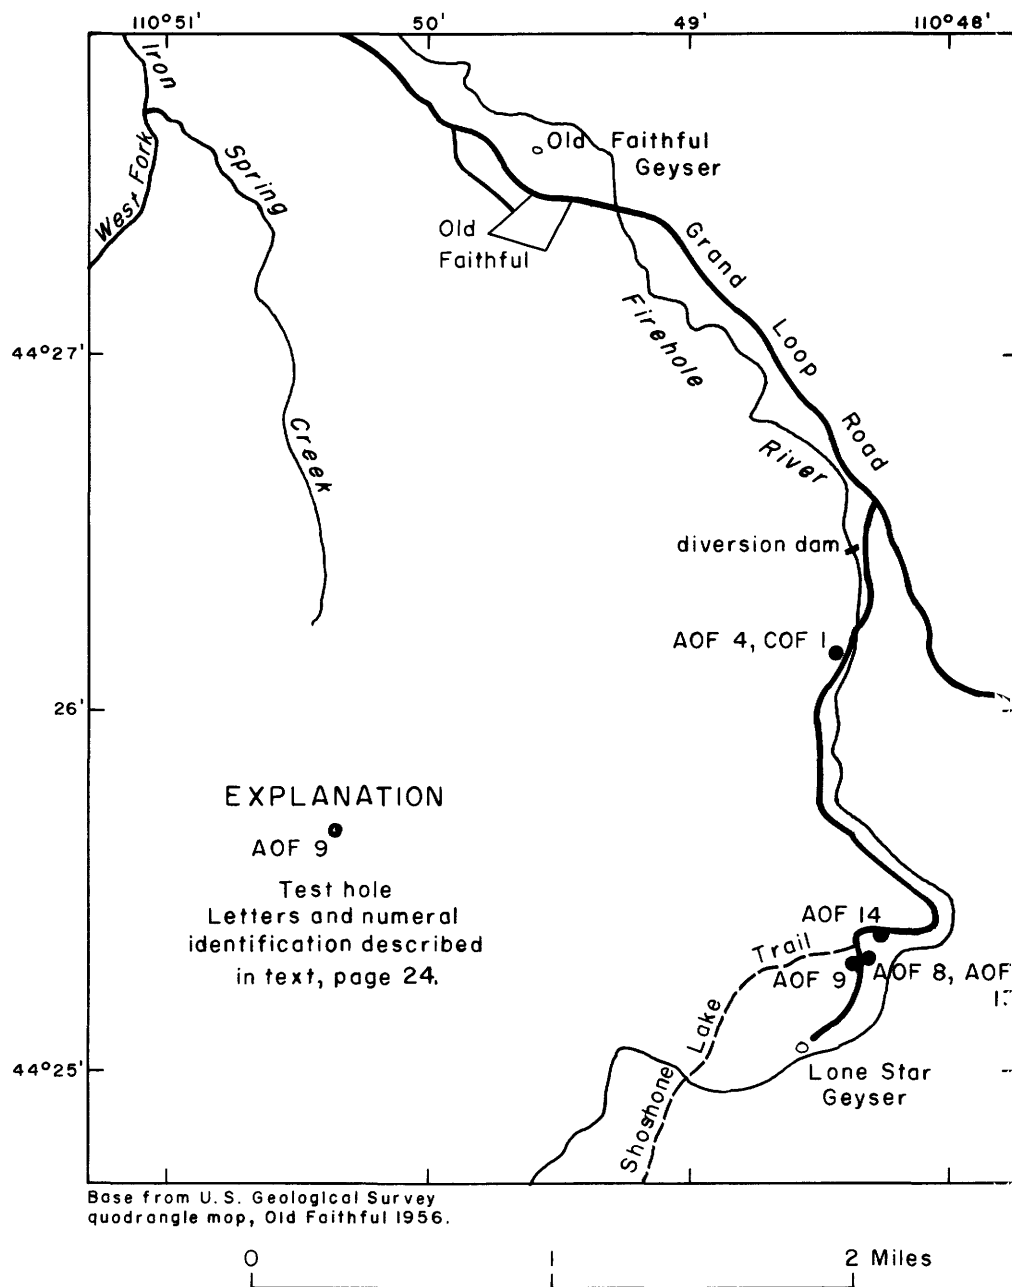 110°51' 50' 49' 110°48'
Iron
Spring
Creek
West Fork
Old Faithful
Geyser
Old
Faithful
Grand
Loop
Road
Firehole
River
44°27'
diversion dam
AOF 4, COF 1
26'
EXPLANATION
AOF 9
Test hole
Letters and numeral
identification described
in text, page 24.
AOF 14
Trail
AOF 9
AOF 8, AOF
Lake
Shoshone
44°25'
Lone Star
Geyser
Base from U.S. Geological Survey
quadrangle map, Old Faithful 1956.
0 1 2 Miles